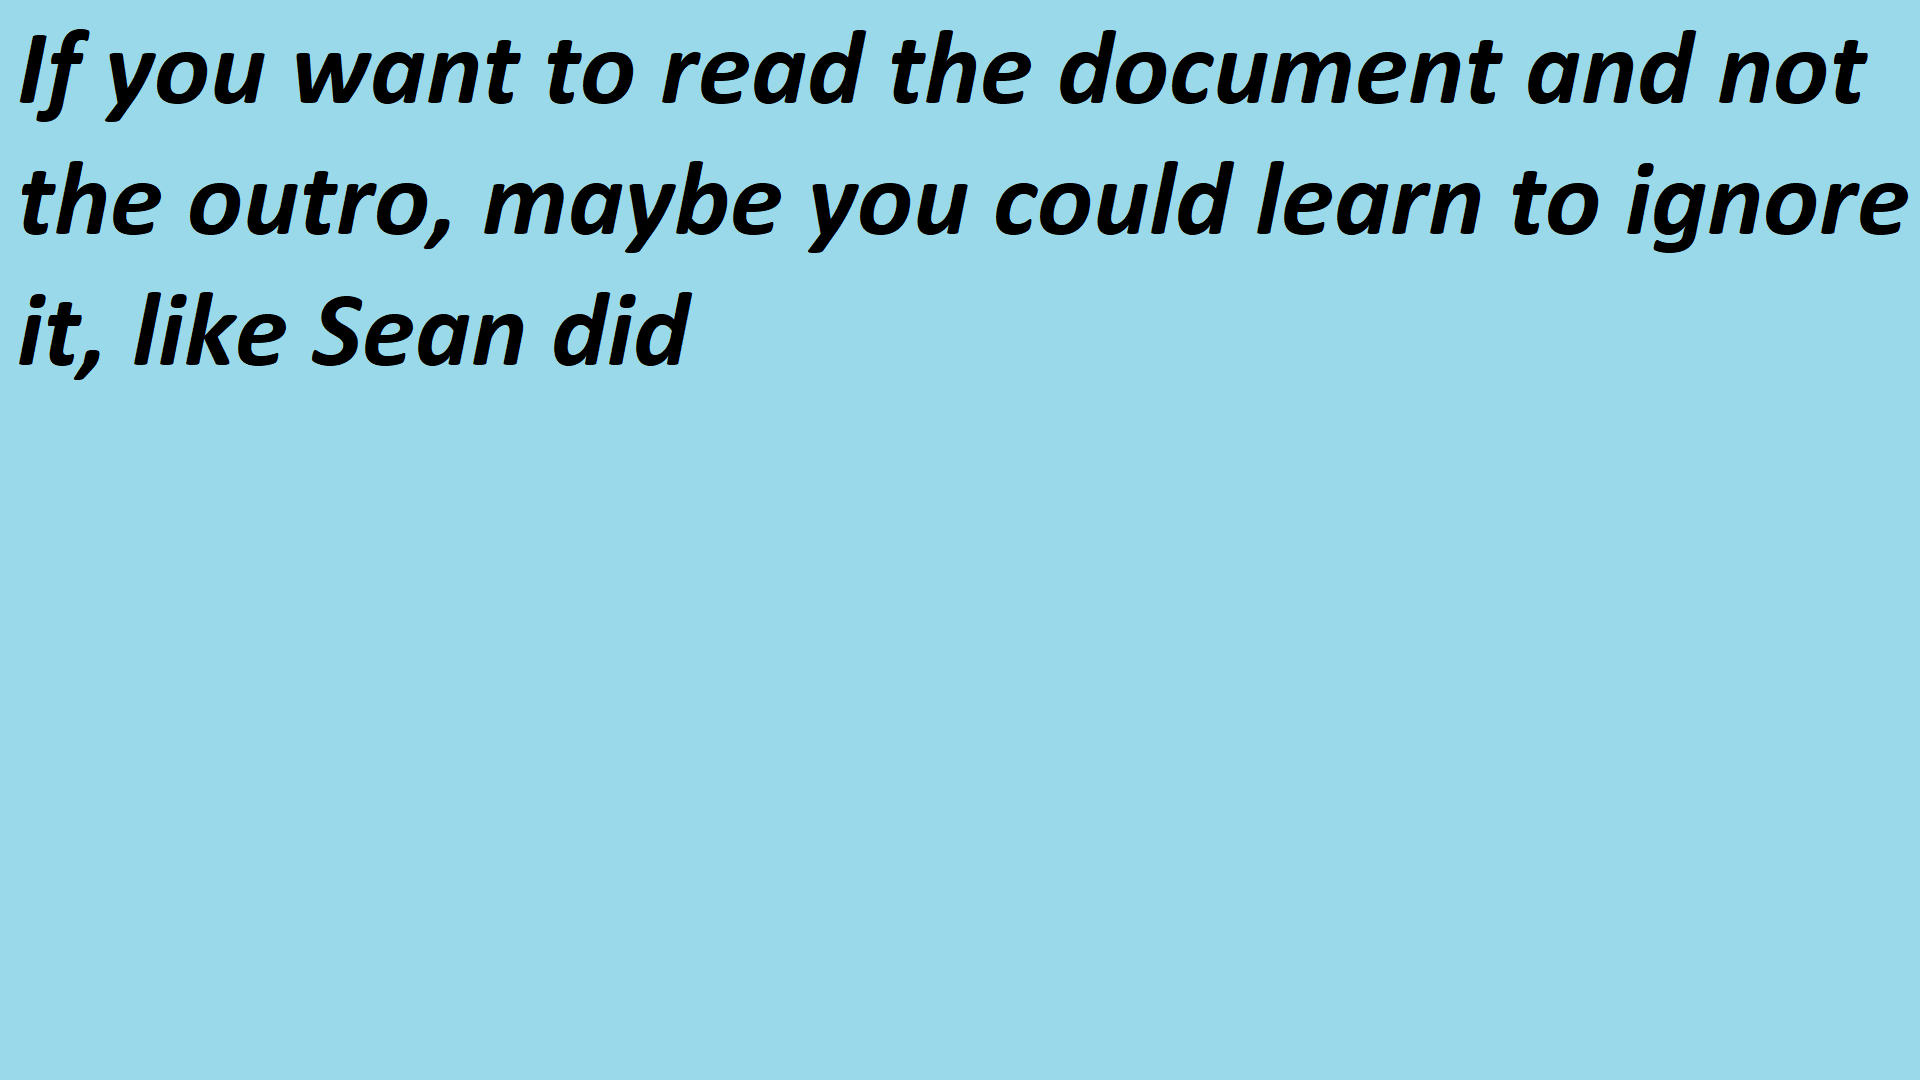 If you want to read the document and not
the outro, maybe you could learn to ignore
it, like Sean did